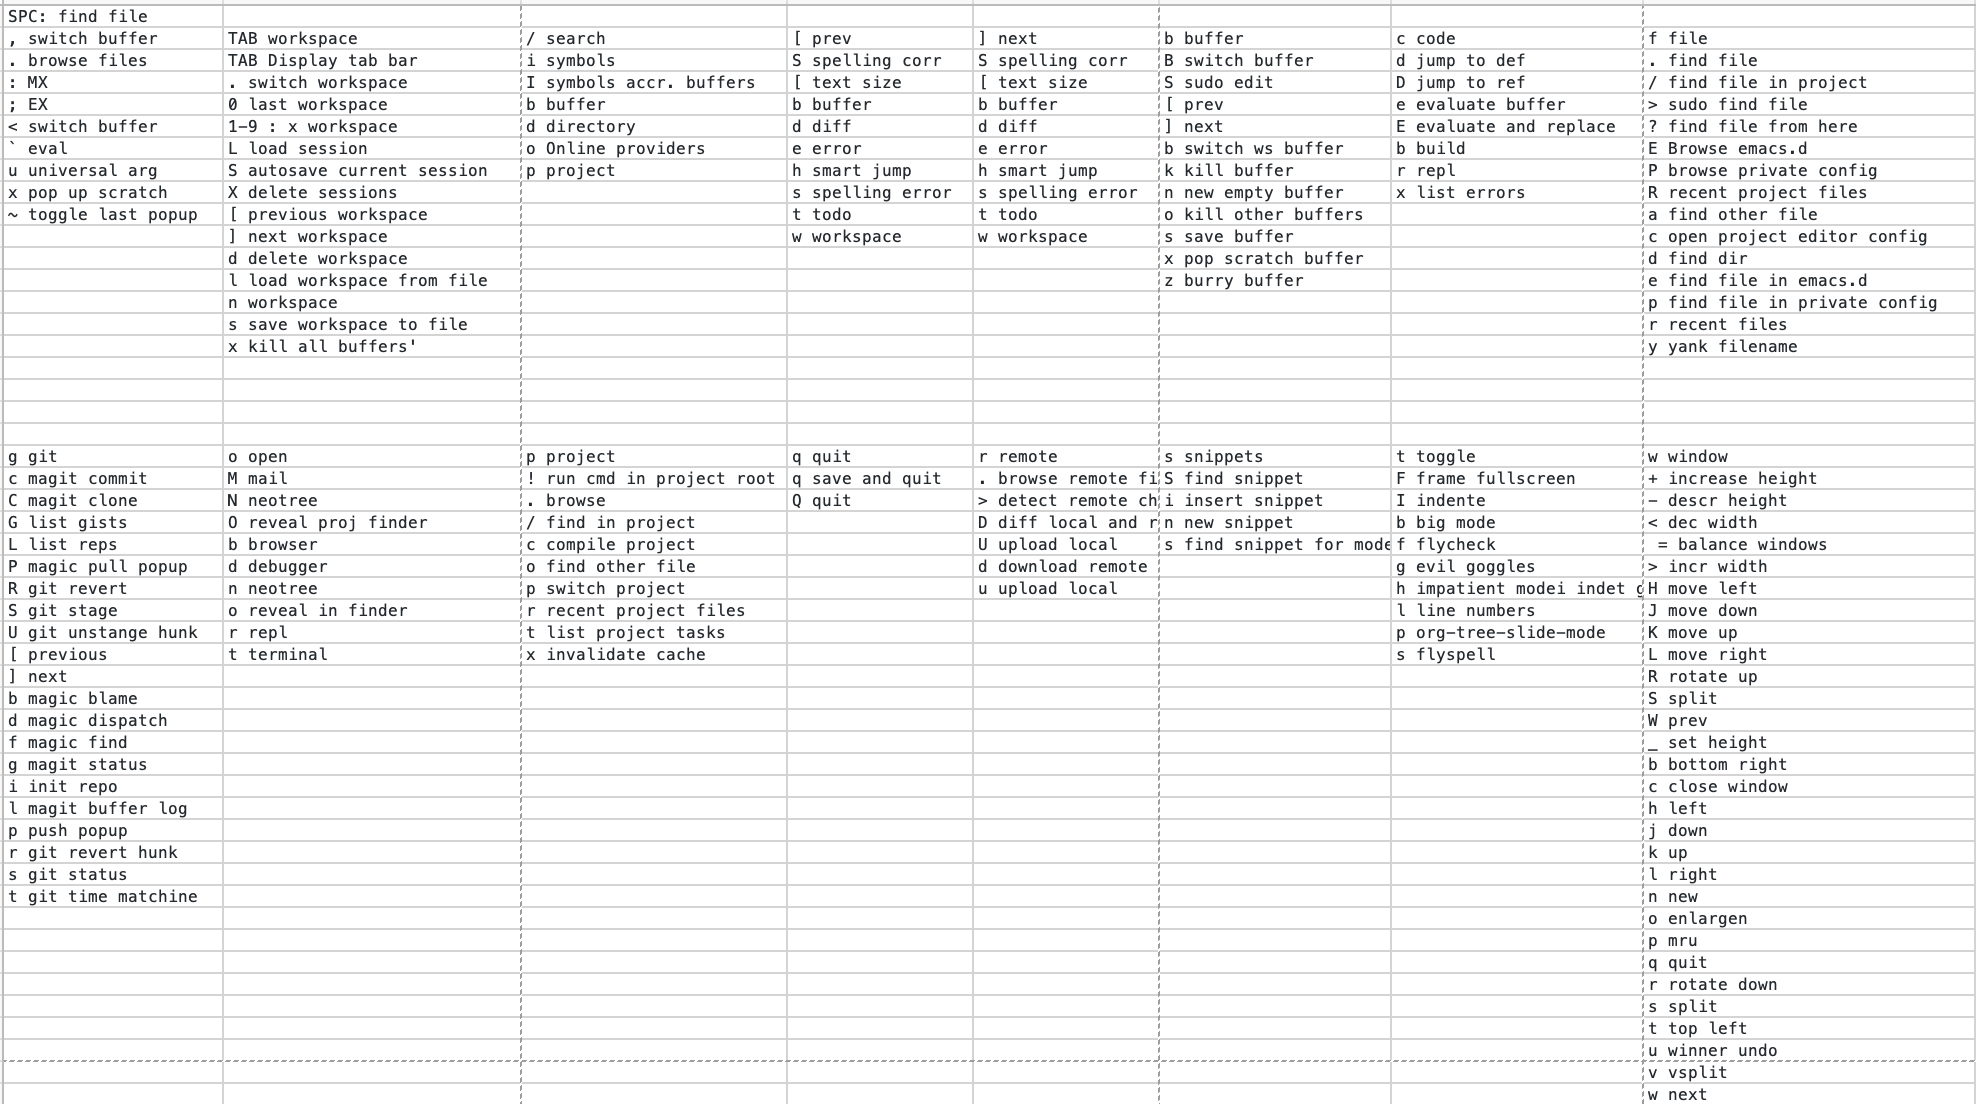 SPC: find file
, switch buffer
. browse files
: MX
; EX
< switch buffer
` eval
u universal arg
x pop up scratch
~ toggle last popup
TAB workspace
TAB Display tab bar
. switch workspace
0 last workspace
1-9 : x workspace
L load session
S autosave current session
X delete sessions
[ previous workspace
] next workspace
d delete workspace
l load workspace from file
n workspace
s save workspace to file
x kill all buffers'
/ search
i symbols
I symbols accr. buffers
b buffer
d directory
o Online providers
p project
[ prev
S spelling corr
[ text size
b buffer
d diff
e error
h smart jump
s spelling error
t todo
w workspace
] next
S spelling corr
[ text size
b buffer
d diff
e error
h smart jump
s spelling error
t todo
w workspace
b buffer
B switch buffer
S sudo edit
[ prev
] next
b switch ws buffer
k kill buffer
n new empty buffer
o kill other buffers
s save buffer
x pop scratch buffer
z burry buffer
c code
d jump to def
D jump to ref
e evaluate buffer
E evaluate and replace
b build
r repl
x list errors
f file
. find file
/ find file in project
> sudo find file
? find file from here
E Browse emacs.d
P browse private config
R recent project files
a find other file
c open project editor config
d find dir
e find file in emacs.d
p find file in private config
r recent files
y yank filename
g git
c magit commit
C magit clone
G list gists
L list reps
P magic pull popup
R git revert
S git stage
U git unstange hunk
[ previous
] next
b magic blame
d magic dispatch
f magic find
g magit status
i init repo
l magit buffer log
p push popup
r git revert hunk
s git status
t git time matchine
o open
M mail
N neotree
O reveal proj finder
b browser
d debugger
n neotree
o reveal in finder
r repl
t terminal
p project
! run cmd in project root
. browse
/ find in project
c compile project
o find other file
p switch project
r recent project files
t list project tasks
x invalidate cache
q quit
q save and quit
Q quit
r remote
. browse remote fi
> detect remote ch
D diff local and r
U upload local
d download remote
u upload local
s snippets
S find snippet
i insert snippet
n new snippet
s find snippet for mode
t toggle
F frame fullscreen
I indente
b big mode
f flycheck
g evil goggles
h impatient modei indet g
l line numbers
p org-tree-slide-mode
s flyspell
w window
+ increase height
- descr height
< dec width
= balance windows
> incr width
H move left
J move down
K move up
L move right
R rotate up
S split
W prev
_ set height
b bottom right
c close window
h left
j down
k up
l right
n new
o enlargen
p mru
q quit
r rotate down
s split
t top left
u winner undo
v vsplit
w next